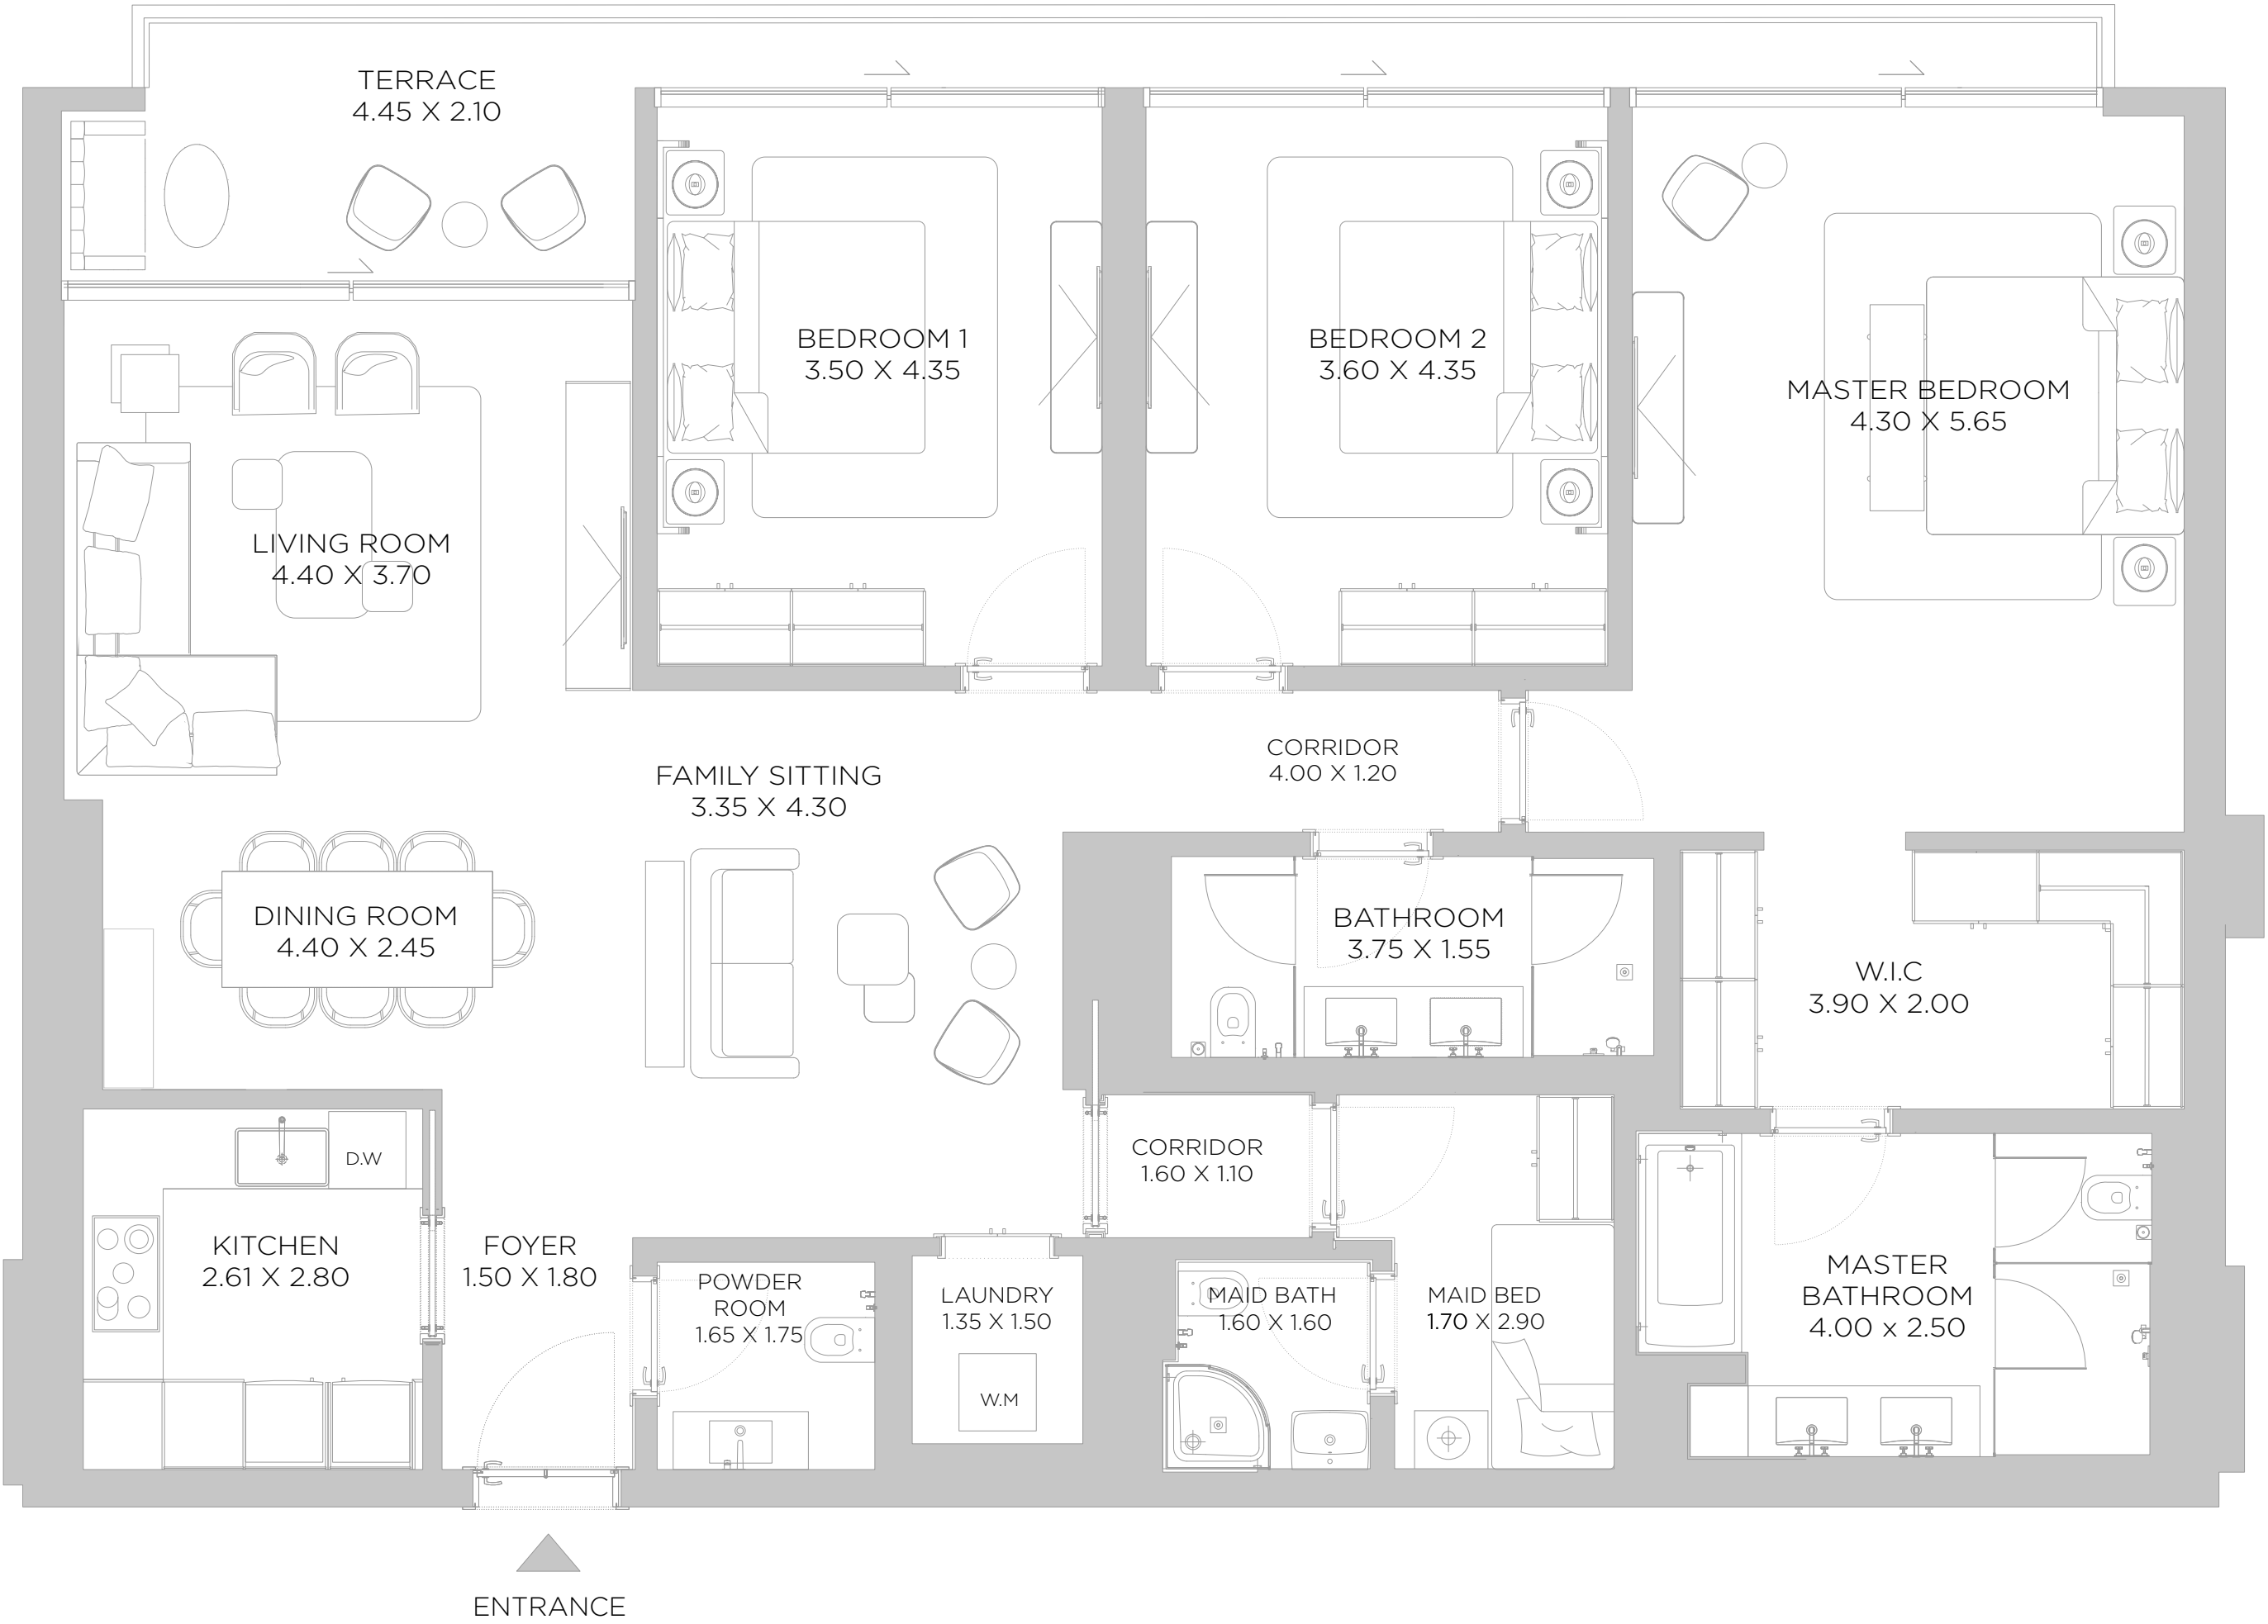 TERRACE
4.45 X 2.10
BEDROOM 1
3.50 X 4.35
BEDROOM 2
3.60 X 4.35
MASTER BEDROOM
4.30 X 5.65
LIVING ROOM
4.40 X 3.70
CORRIDOR
4.00 X 1.20
FAMILY SITTING
3.35 X 4.30
DINING ROOM
4.40 X 2.45
BATHROOM
3.75 X 1.55
W.I.C
3.90 X 2.00
D.W
CORRIDOR
1.60 X 1.10
KITCHEN
2.61 X 2.80
FOYER
1.50 X 1.80
POWDER
ROOM
1.65 X 1.75
LAUNDRY
1.35 X 1.50
W.M
MAID BATH
1.60 X 1.60
MAID BED
1.70 X 2.90
MASTER
BATHROOM
4.00 x 2.50
ENTRANCE